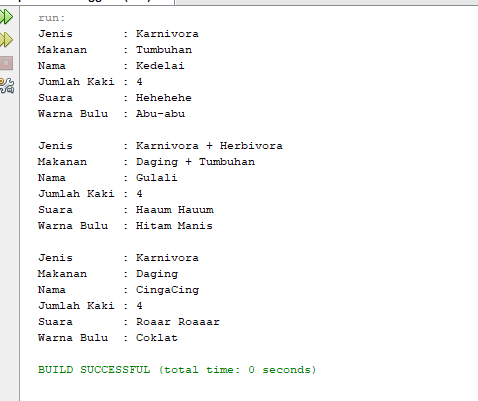 run:
Jenis : Karnivora
Makanan : Tumbuhan
Nama : Kedelai
Jumlah Kaki : 4
Suara : Hehehehe
Warna Bulu : Abu-abu
Jenis : Karnivora + Herbivora
Makanan : Daging + Tumbuhan
Nama : Gulali
Jumlah Kaki : 4
Suara : Haaum Hauum
Warna Bulu : Hitam Manis
Jenis : Karnivora
Makanan : Daging
Nama : CingaCing
Jumlah Kaki : 4
Suara : Roaar Roaaar
Warna Bulu : Coklat
BUILD SUCCESSFUL (total time: 0 seconds)